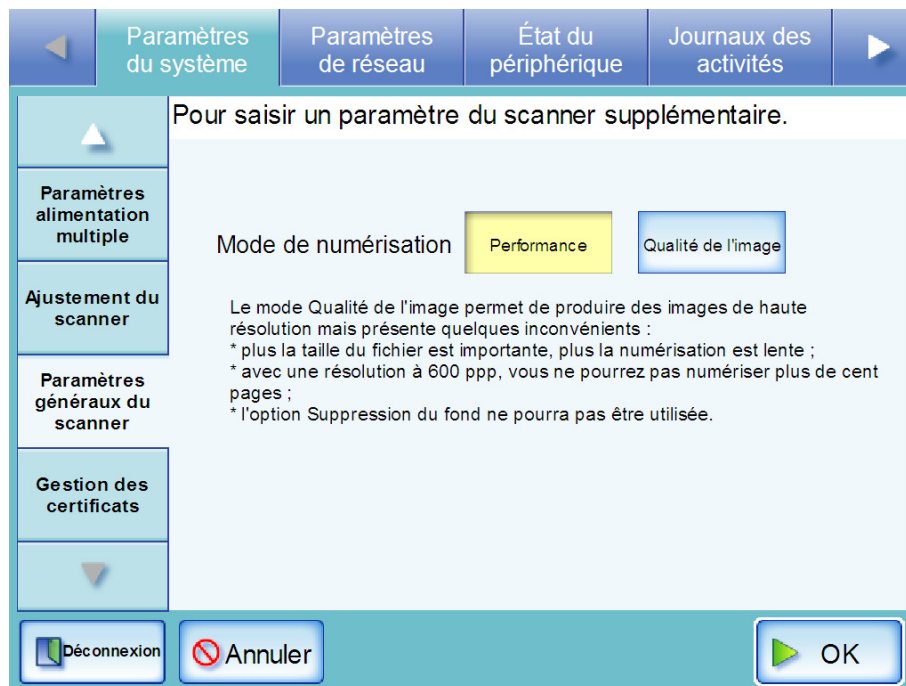 Paramètres
du système
Paramètres
de réseau
État du
périphérique
Journaux des
activités
Pour saisir un paramètre du scanner supplémentaire.
Paramètres
alimentation
multiple
Ajustement du
scanner
Paramètres
généraux du
scanner
Gestion des
certificats
Mode de numérisation
Performance
Qualité de l'image
Le mode Qualité de l'image permet de produire des images de haute
résolution mais présente quelques inconvénients :
* plus la taille du fichier est importante, plus la numérisation est lente ;
* avec une résolution à 600 ppp, vous ne pourrez pas numériser plus de cent
pages ;
* l'option Suppression du fond ne pourra pas être utilisée.
Déconnexion
Annuler
OK